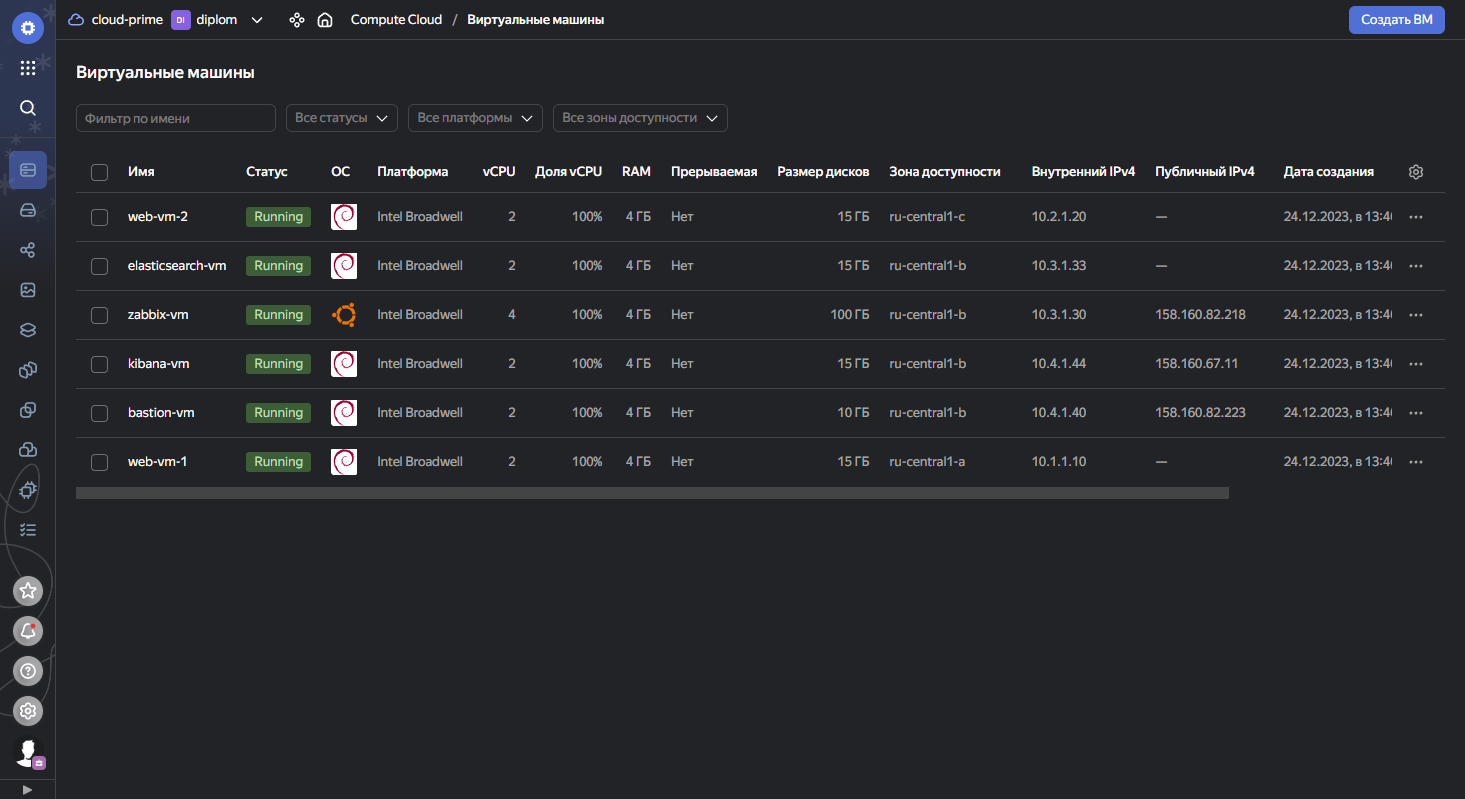 cloud-prime DI diplom Compute Cloud / Виртуальные машины Создать ВМ
Виртуальные машины
Фильтр по имени Все статусы Все платформы Все зоны доступности
Имя Статус ОС Платформа vCPU Доля vCPU RAM Прерываемая Размер дисков Зона доступности Внутренний IPv4 Публичный IPv4 Дата создания
web-vm-2 Running Intel Broadwell 2 100% 4 ГБ Нет 15 ГБ ru-central1-c 10.2.1.20 — 24.12.2023, в 13:4
elasticsearch-vm Running Intel Broadwell 2 100% 4 ГБ Нет 15 ГБ ru-central1-b 10.3.1.33 — 24.12.2023, в 13:4
zabbix-vm Running Intel Broadwell 4 100% 4 ГБ Нет 100 ГБ ru-central1-b 10.3.1.30 158.160.82.218 24.12.2023, в 13:4
kibana-vm Running Intel Broadwell 2 100% 4 ГБ Нет 15 ГБ ru-central1-b 10.4.1.44 158.160.67.11 24.12.2023, в 13:4
bastion-vm Running Intel Broadwell 2 100% 4 ГБ Нет 10 ГБ ru-central1-b 10.4.1.40 158.160.82.223 24.12.2023, в 13:4
web-vm-1 Running Intel Broadwell 2 100% 4 ГБ Нет 15 ГБ ru-central1-a 10.1.1.10 — 24.12.2023, в 13:4